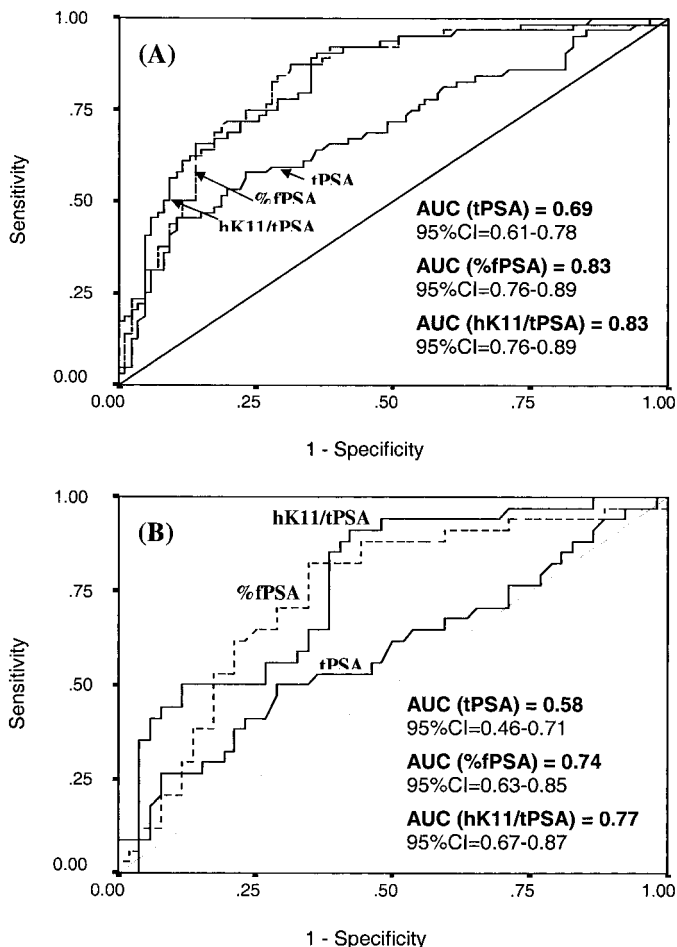 1.00
(A)
.75
tPSA
%fPSA
.50
hK11/tPSA
AUC (tPSA) = 0.69
95%CI=0.61-0.78
AUC (%fPSA) = 0.83
95%CI=0.76-0.89
AUC (hK11/tPSA) = 0.83
95%CI=0.76-0.89
.25
0.00
Sensitivity
0.00 .25 .50 .75 1.00
1 - Specificity
1.00
hK11/tPSA
(B)
%fPSA
.75
tPSA
.50
AUC (tPSA) = 0.58
95%CI=0.46-0.71
AUC (%fPSA) = 0.74
95%CI=0.63-0.85
AUC (hK11/tPSA) = 0.77
95%CI=0.67-0.87
.25
0.00
Sensitivity
0.00 .25 .50 .75 1.00
1 - Specificity